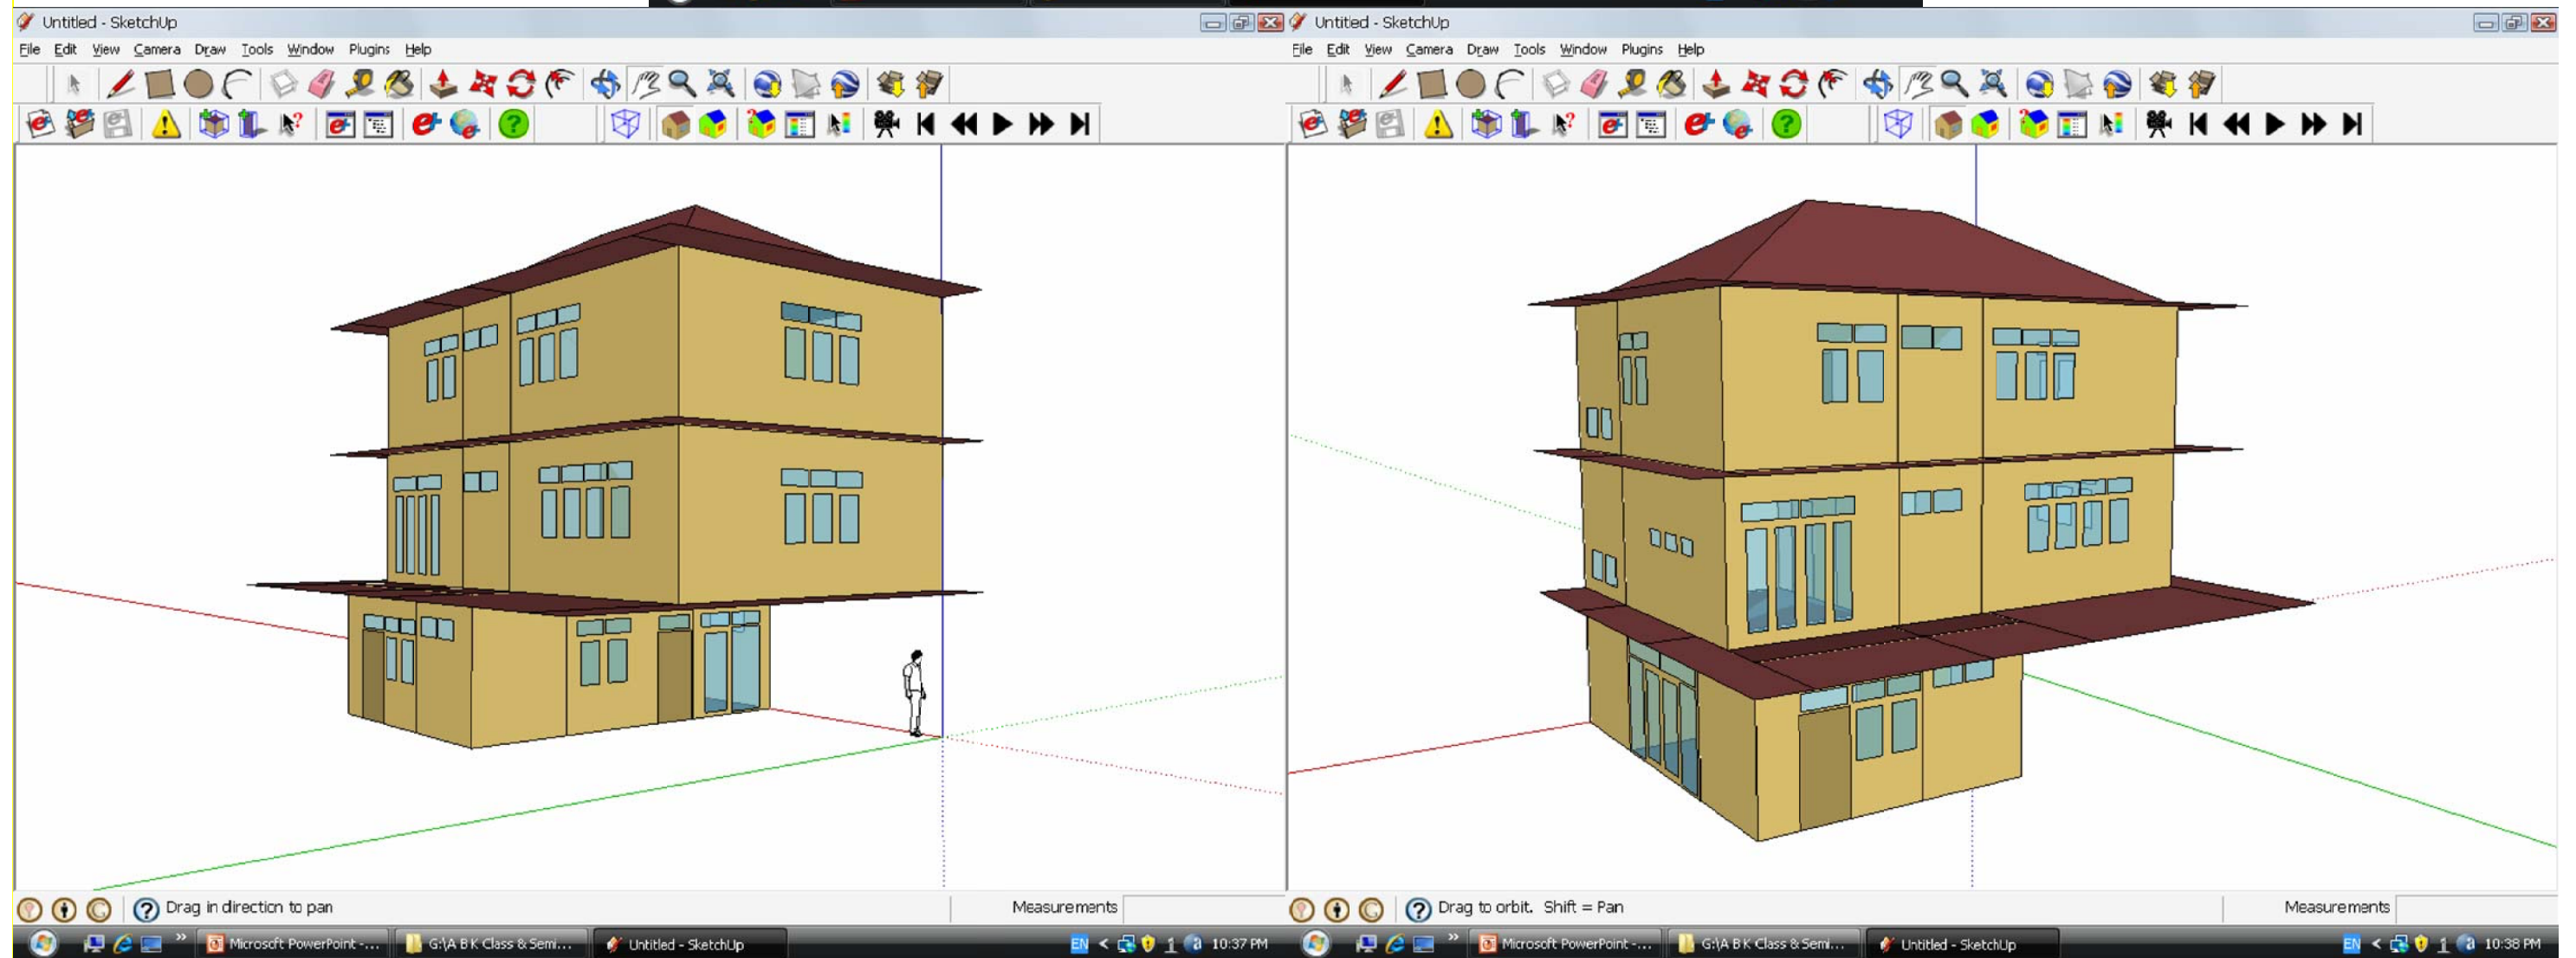 Untitled - SketchUp
File Edit View Camera Draw Tools Window Plugins Help
Drag in direction to pan
Measurements
Microsoft PowerPoint -...
G:\A B K Class & Semi...
Untitled - SketchUp
EN
10:37 PM
Untitled - SketchUp
File Edit View Camera Draw Tools Window Plugins Help
Drag to orbit. Shift = Pan
Measurements
Microsoft PowerPoint -...
G:\A B K Class & Semi...
Untitled - SketchUp
EN
10:38 PM